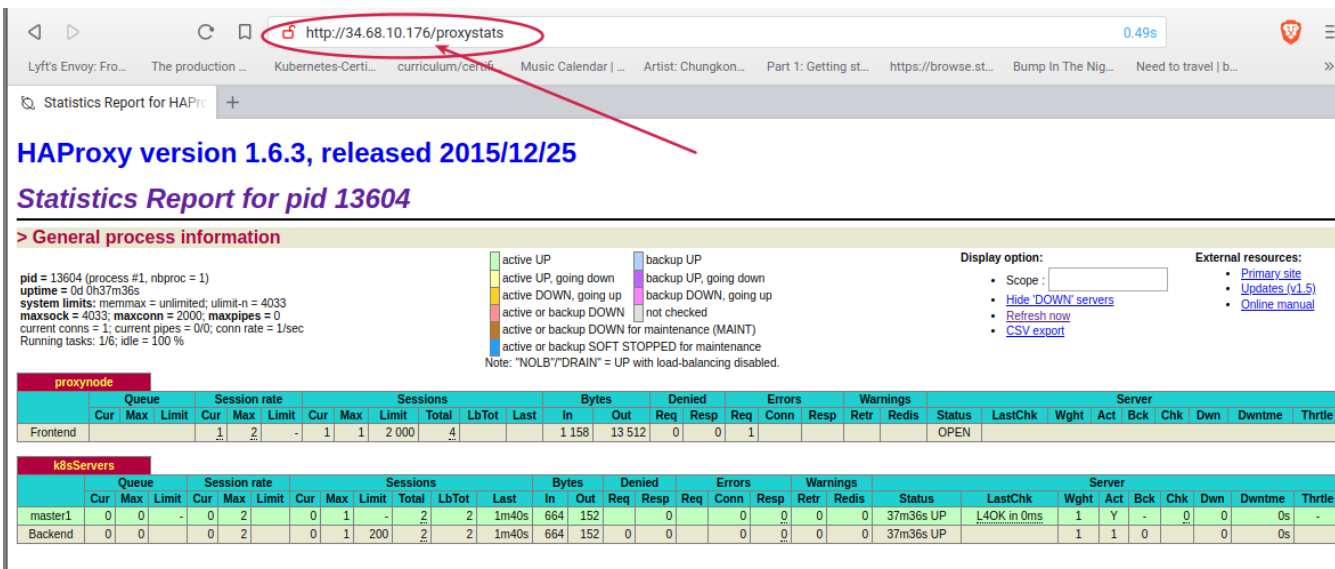 http://34.68.10.176/proxystats 0.49s
Lyft's Envoy: Fro... The production ... Kubernetes-Certi... curriculum/certifi... Music Calendar | ... Artist: Chungkon... Part 1: Getting st... https://browse.st... Bump In The Nig... Need to travel | b... »
Statistics Report for HAPro +
HAProxy version 1.6.3, released 2015/12/25
Statistics Report for pid 13604
> General process information
pid = 13604 (process #1, nbproc = 1)
uptime = 0d 0h37m36s
system limits: memmax = unlimited; ulimit-n = 4033
maxsock = 4033; maxconn = 2000; maxpipes = 0
current conns = 1; current pipes = 0/0; conn rate = 1/sec
Running tasks: 1/6; idle = 100 %
active UP backup UP
active UP, going down backup UP, going down
active DOWN, going up backup DOWN, going up
active or backup DOWN not checked
active or backup DOWN for maintenance (MAINT)
active or backup SOFT STOPPED for maintenance
Note: "NOLB"/"DRAIN" = UP with load-balancing disabled.
Display option:
• Scope :
• Hide 'DOWN' servers
• Refresh now
• CSV export
External resources:
• Primary site
• Updates (v1.5)
• Online manual
proxynode
Queue Session rate Sessions Bytes Denied Errors Warnings Server
Cur Max Limit Cur Max Limit Cur Max Limit Total LbTot Last In Out Req Resp Req Conn Resp Retr Redis Status LastChk Wght Act Bck Chk Dwn Dwntme Thrtle
Frontend 1 2 - 1 1 2 000 4 1 158 13 512 0 0 1 OPEN
k8sServers
Queue Session rate Sessions Bytes Denied Errors Warnings Server
Cur Max Limit Cur Max Limit Cur Max Limit Total LbTot Last In Out Req Resp Req Conn Resp Retr Redis Status LastChk Wght Act Bck Chk Dwn Dwntme Thrtle
master1 0 0 - 0 2 0 1 - 2 2 1m40s 664 152 0 0 0 0 0 37m36s UP L4OK in 0ms 1 Y - 0 0 0s -
Backend 0 0 0 2 0 1 200 2 2 1m40s 664 152 0 0 0 0 0 0 37m36s UP 1 1 0 0 0s